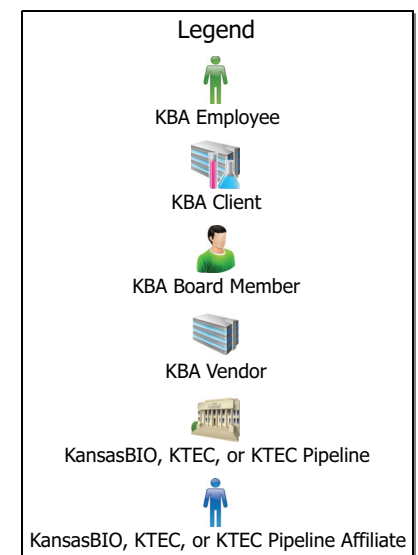 Legend
KBA Employee
KBA Client
KBA Board Member
KBA Vendor
KansasBIO, KTEC, or KTEC Pipeline
KansasBIO, KTEC, or KTEC Pipeline Affiliate